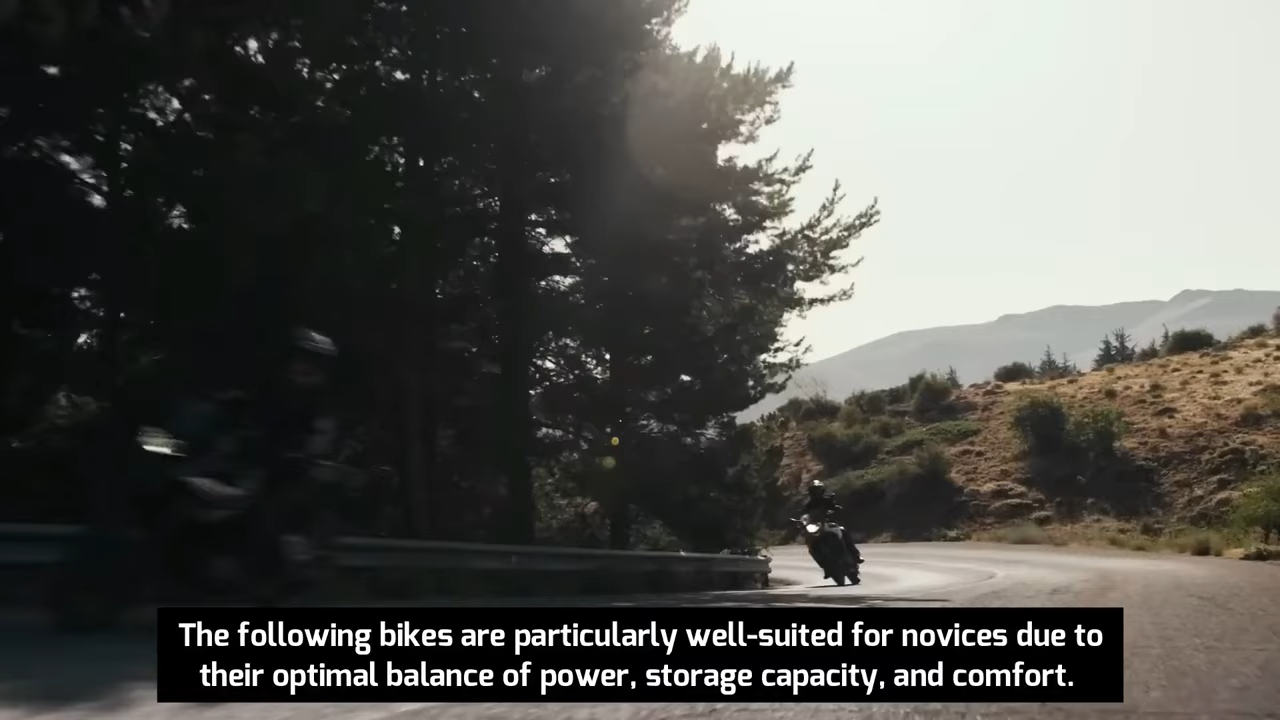 The following bikes are particularly well-suited for novices due to
their optimal balance of power, storage capacity, and comfort.